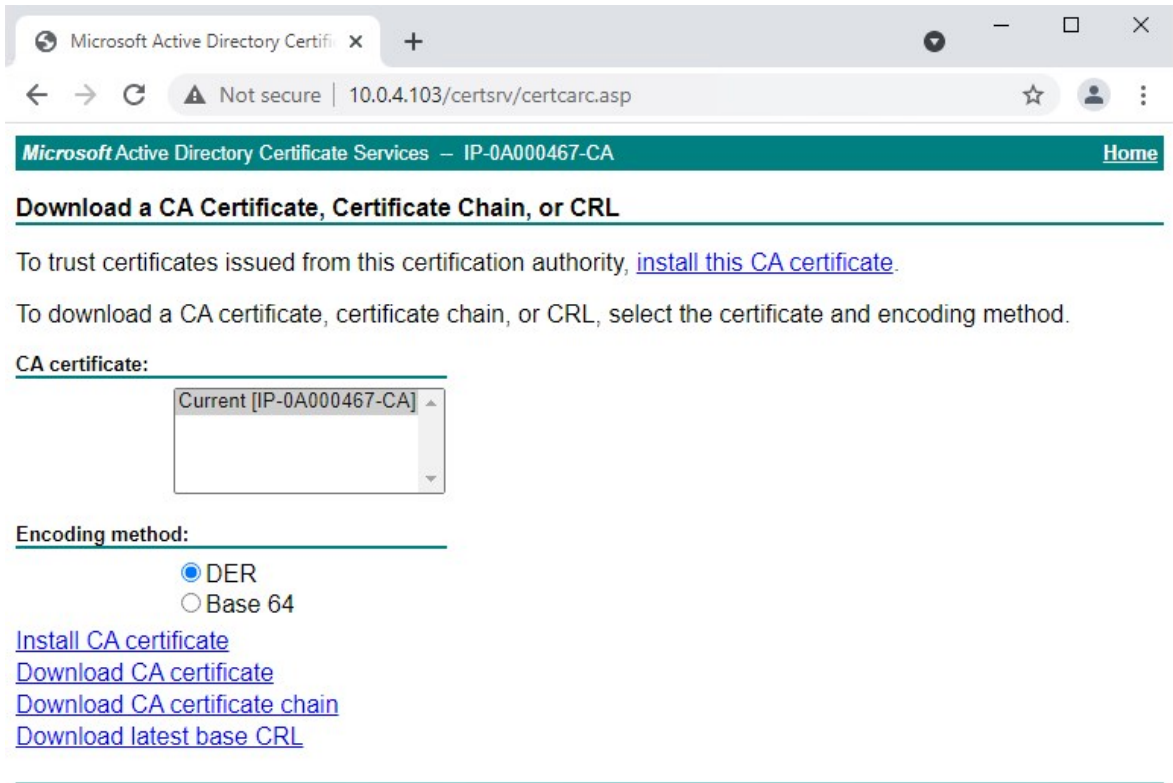 Microsoft Active Directory Certifi
Not secure | 10.0.4.103/certsrv/certcarc.asp
Microsoft Active Directory Certificate Services -- IP-0A000467-CA Home
Download a CA Certificate, Certificate Chain, or CRL
To trust certificates issued from this certification authority, install this CA certificate.
To download a CA certificate, certificate chain, or CRL, select the certificate and encoding method.
CA certificate:
Current [IP-0A000467-CA]
Encoding method:
DER
Base 64
Install CA certificate
Download CA certificate
Download CA certificate chain
Download latest base CRL